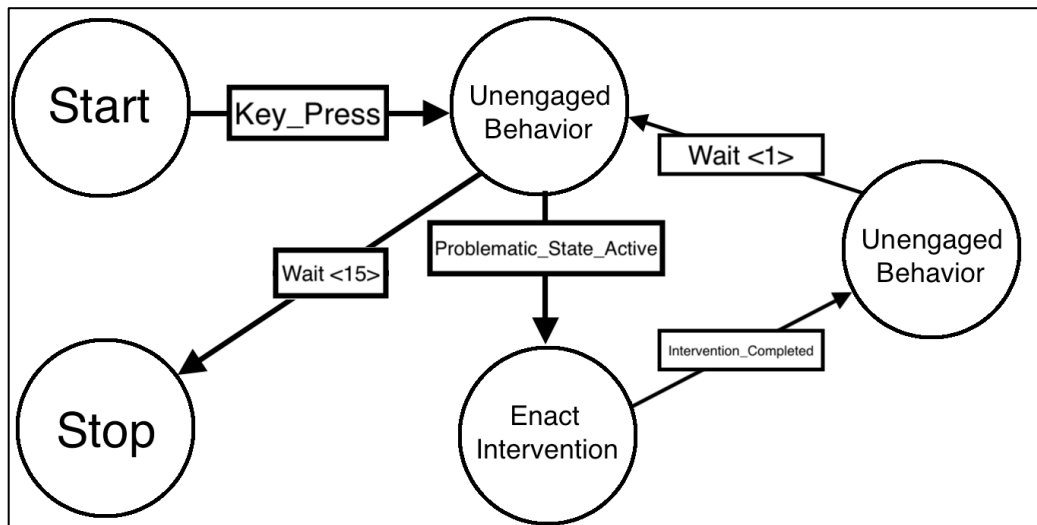 Start
Key_Press
Unengaged
Behavior
Wait <1>
Unengaged
Behavior
Problematic_State_Active
Wait <15>
Intervention_Completed
Stop
Enact
Intervention